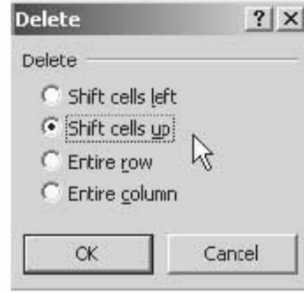 Delete ? X
Delete
Shift cells left
Shift cells up
Entire row
Entire column
OK Cancel